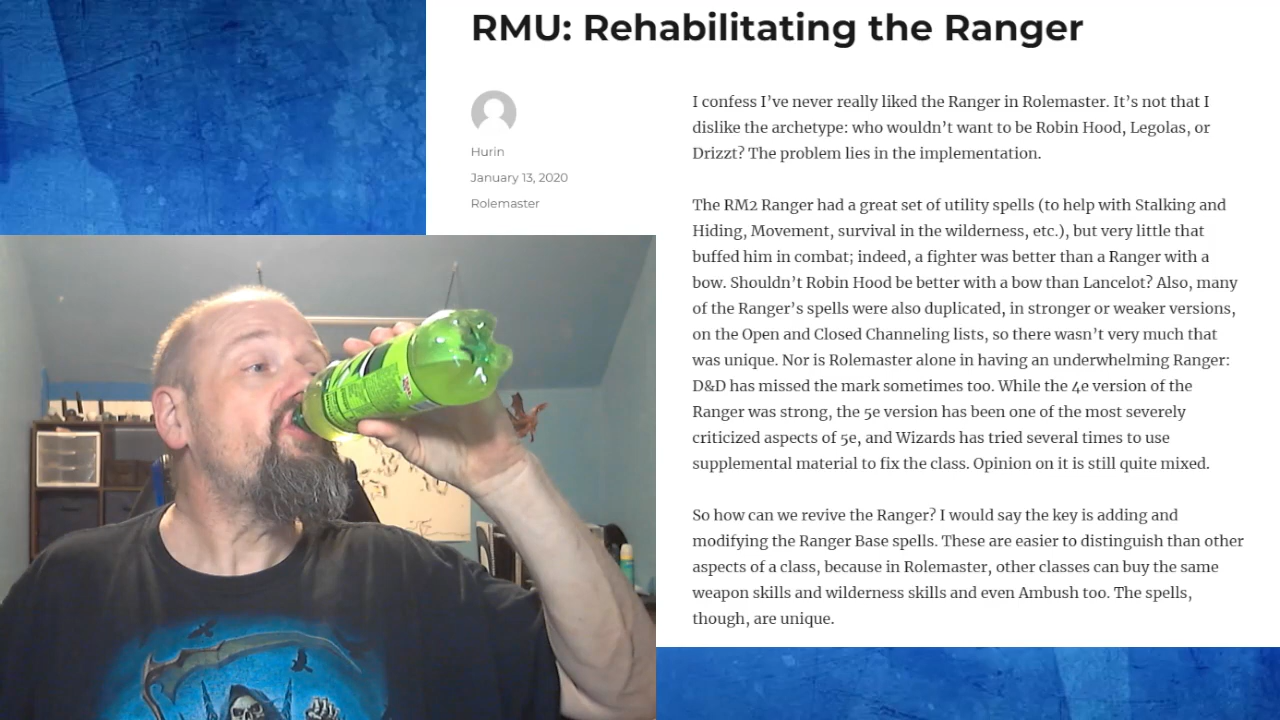 RMU: Rehabilitating the Ranger
Hurin
January 13, 2020
Rolemaster
I confess I’ve never really liked the Ranger in Rolemaster. It’s not that I
dislike the archetype: who wouldn’t want to be Robin Hood, Legolas, or
Drizzt? The problem lies in the implementation.
The RM2 Ranger had a great set of utility spells (to help with Stalking and
Hiding, Movement, survival in the wilderness, etc.), but very little that
buffed him in combat; indeed, a fighter was better than a Ranger with a
bow. Shouldn’t Robin Hood be better with a bow than Lancelot? Also, many
of the Ranger’s spells were also duplicated, in stronger or weaker versions,
on the Open and Closed Channeling lists, so there wasn’t very much that
was unique. Nor is Rolemaster alone in having an underwhelming Ranger:
D&D has missed the mark sometimes too. While the 4e version of the
Ranger was strong, the 5e version has been one of the most severely
criticized aspects of 5e, and Wizards has tried several times to use
supplemental material to fix the class. Opinion on it is still quite mixed.
So how can we revive the Ranger? I would say the key is adding and
modifying the Ranger Base spells. These are easier to distinguish than other
aspects of a class, because in Rolemaster, other classes can buy the same
weapon skills and wilderness skills and even Ambush too. The spells,
though, are unique.